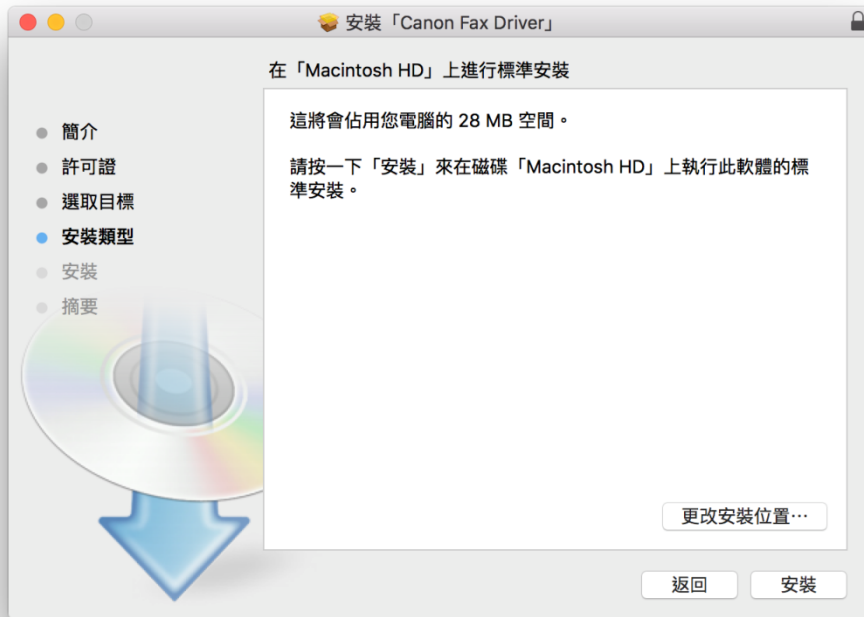 安裝「Canon Fax Driver」
在「Macintosh HD」上進行標準安裝
簡介
許可證
選取目標
安裝類型
安裝
摘要
這將會佔用您電腦的 28 MB 空間。
請按一下「安裝」來在磁碟「Macintosh HD」上執行此軟體的標
準安裝。
更改安裝位置⋯
返回
安裝